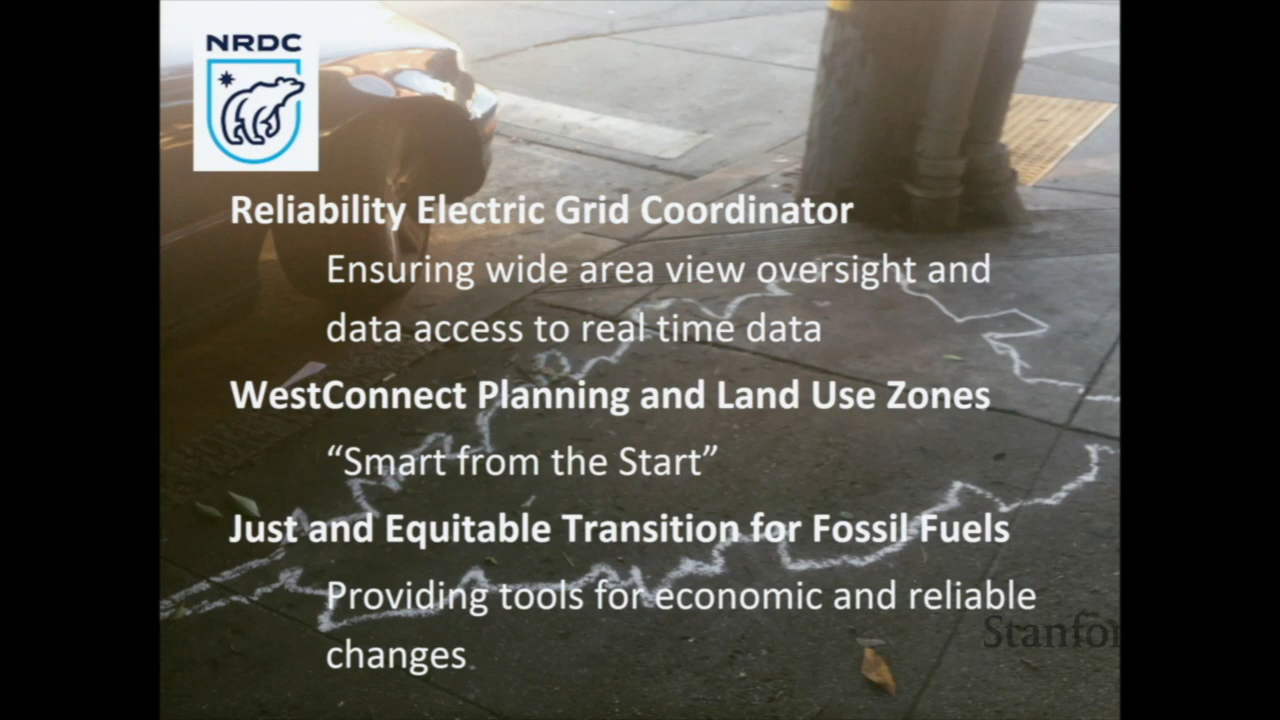 NRDC
Reliability Electric Grid Coordinator
Ensuring wide area view oversight and
data access to real time data
WestConnect Planning and Land Use Zones
“Smart from the Start”
Just and Equitable Transition for Fossil Fuels
Providing tools for economic and reliable
changes
Stanfor